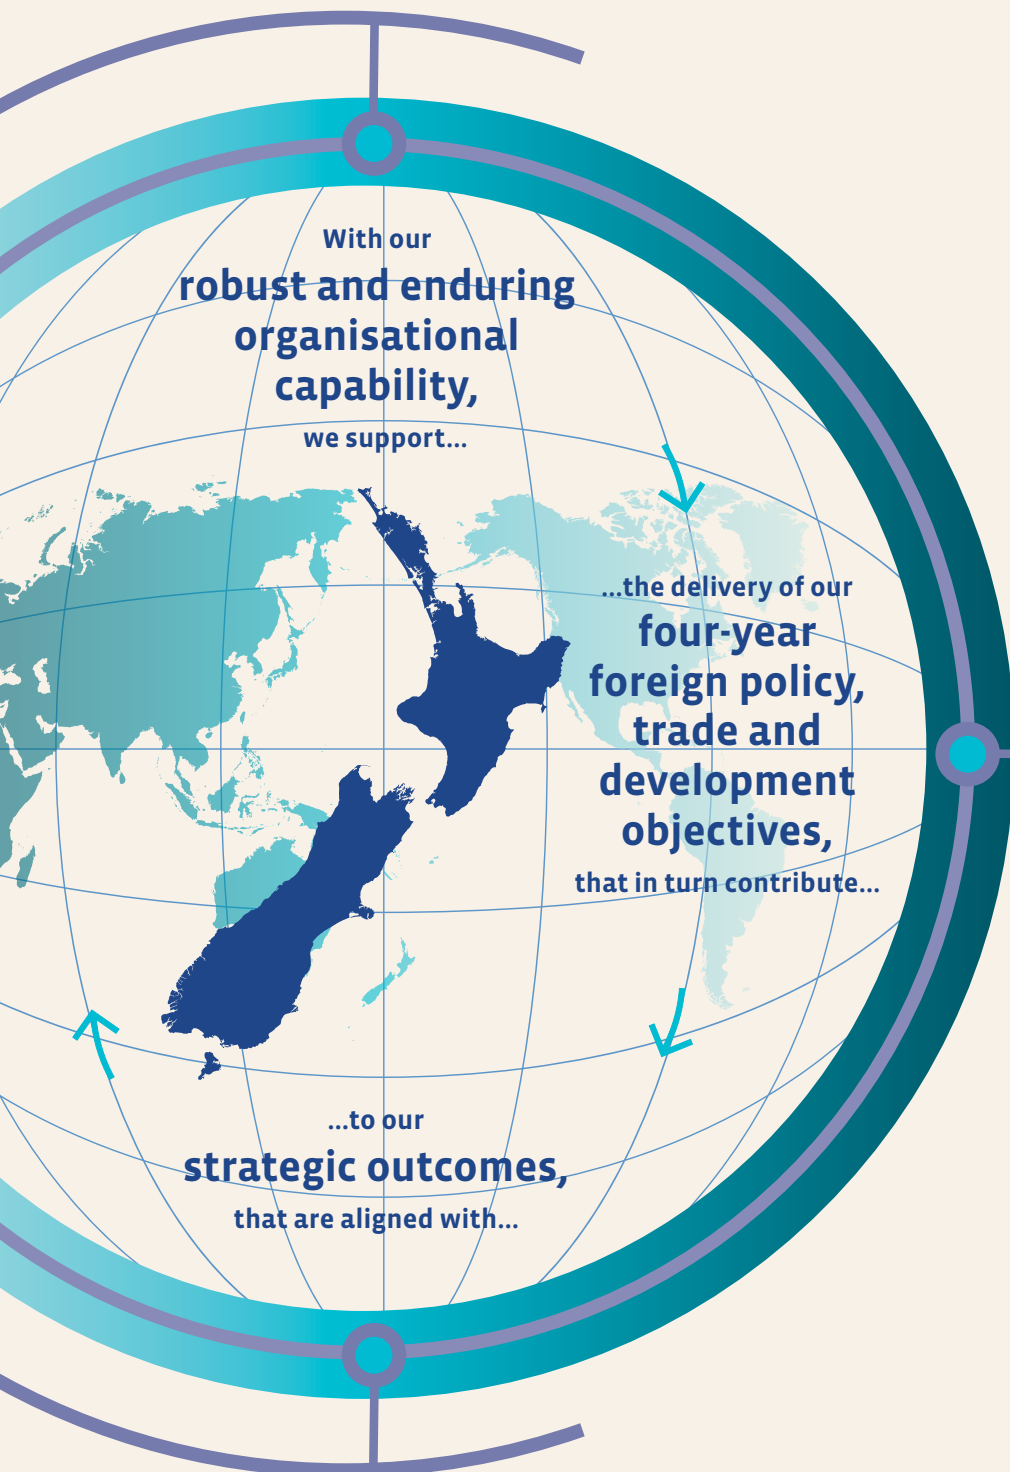 With our
robust and enduring
organisational
capability,
we support...
...the delivery of our
four-year
foreign policy,
trade and
development
objectives,
that in turn contribute...
...to our
strategic outcomes,
that are aligned with...